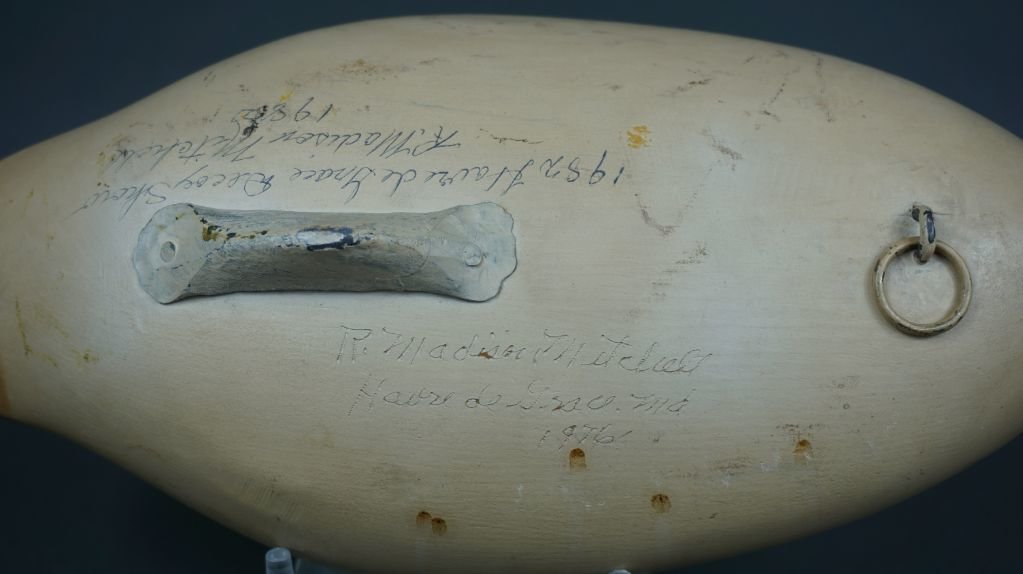 1982 Havre de Grace Decoy Show
R. Madison Mitchell
1982
R. Madison Mitchell
Havre de Grace. Md
1976